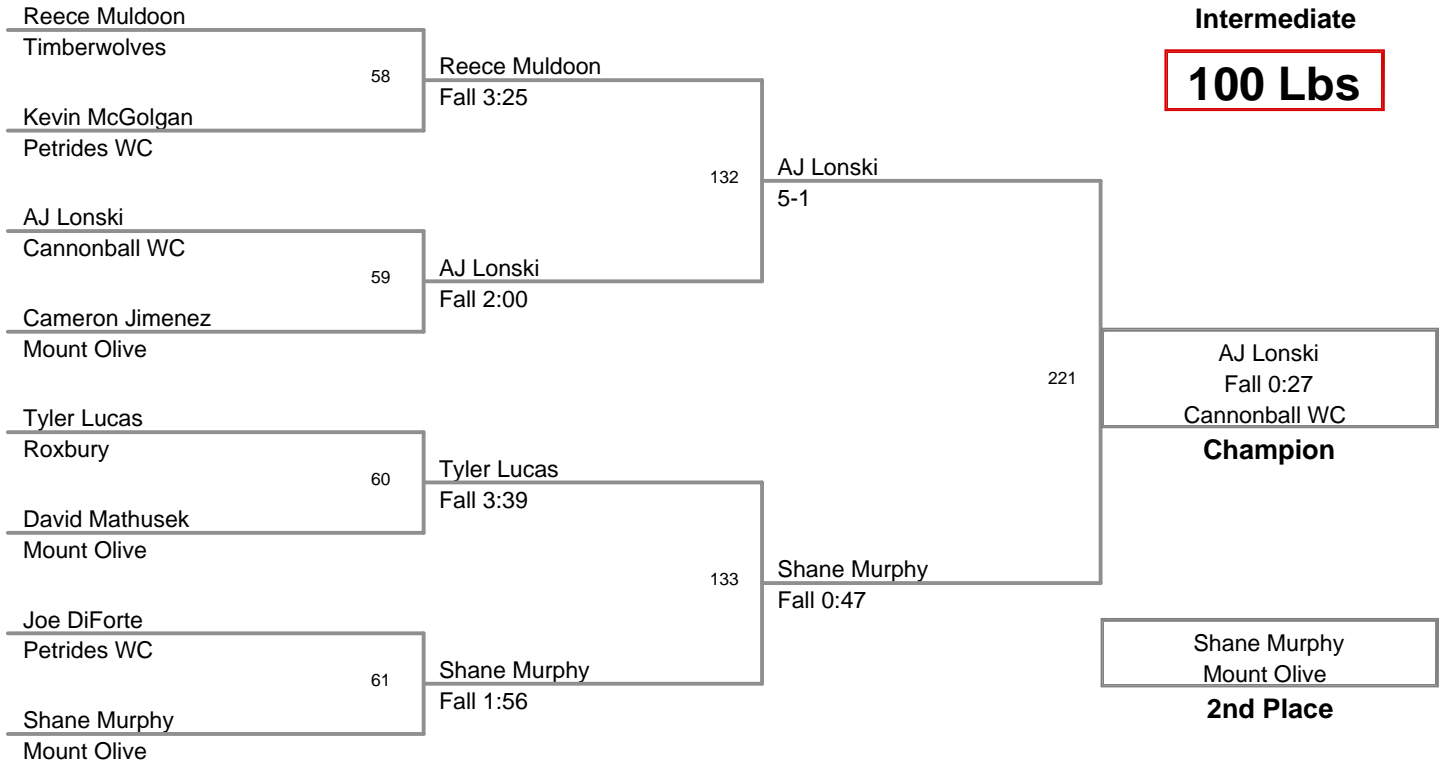 Reece Muldoon
Timberwolves
58
Kevin McGolgan
Petrides WC
AJ Lonski
Cannonball WC
59
Cameron Jimenez
Mount Olive
Tyler Lucas
Roxbury
60
David Mathusek
Mount Olive
Joe DiForte
Petrides WC
61
Shane Murphy
Mount Olive
Reece Muldoon
Fall 3:25
132
AJ Lonski
Fall 2:00
Tyler Lucas
Fall 3:39
133
Shane Murphy
Fall 1:56
AJ Lonski
5-1
221
Shane Murphy
Fall 0:47
Intermediate
100 Lbs
AJ Lonski
Fall 0:27
Cannonball WC
Champion
Shane Murphy
Mount Olive
2nd Place